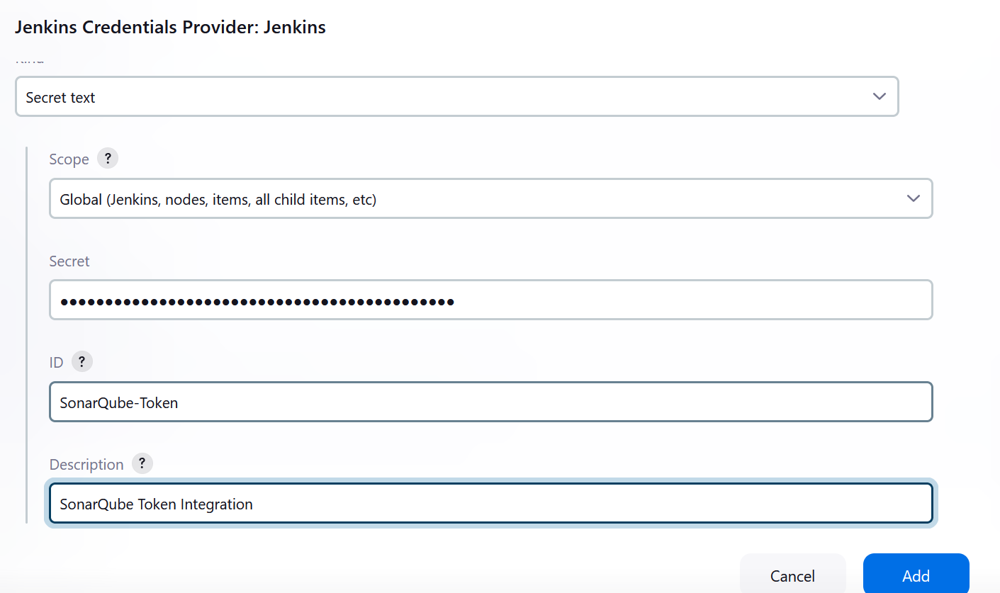 Jenkins Credentials Provider: Jenkins
Secret text
Scope ?
Global (Jenkins, nodes, items, all child items, etc)
Secret
••••••••••••••••••••••••••••••••••••••••••••
ID ?
SonarQube-Token
Description ?
SonarQube Token Integration
Cancel Add